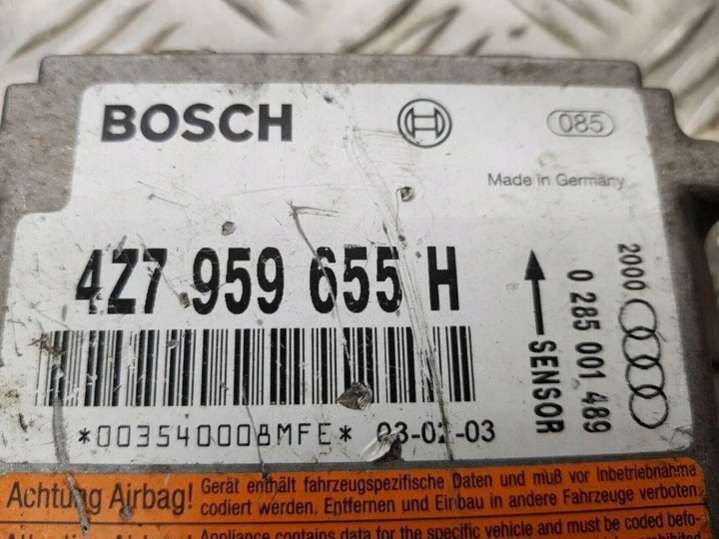 BOSCH
085
Made in Germany
4Z7 959 655 H
SENSOR
0 285 001 489
2000
*003540008MFE* 03-02-03
Achtung Airbag!
Gerät enthält fahrzeugspezifische Daten und muß vor Inbetriebnahme
codiert werden. Entfernen und Einbau in andere Fahrzeuge verboten.
Appliance contains data for the specific vehicle and must be coded befo-